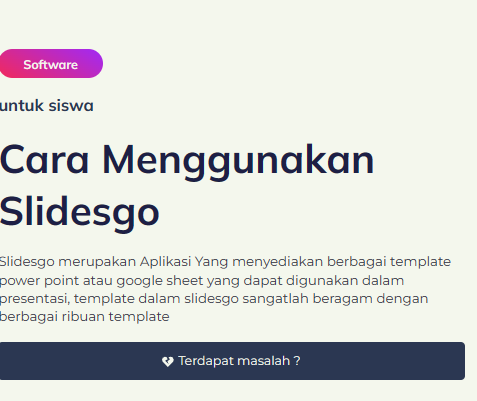 Software
untuk siswa
Cara Menggunakan
Slidesgo
Slidesgo merupakan Aplikasi Yang menyediakan berbagai template
power point atau google sheet yang dapat digunakan dalam
presentasi, template dalam slidesgo sangatlah beragam dengan
berbagai ribuan template
Terdapat masalah ?